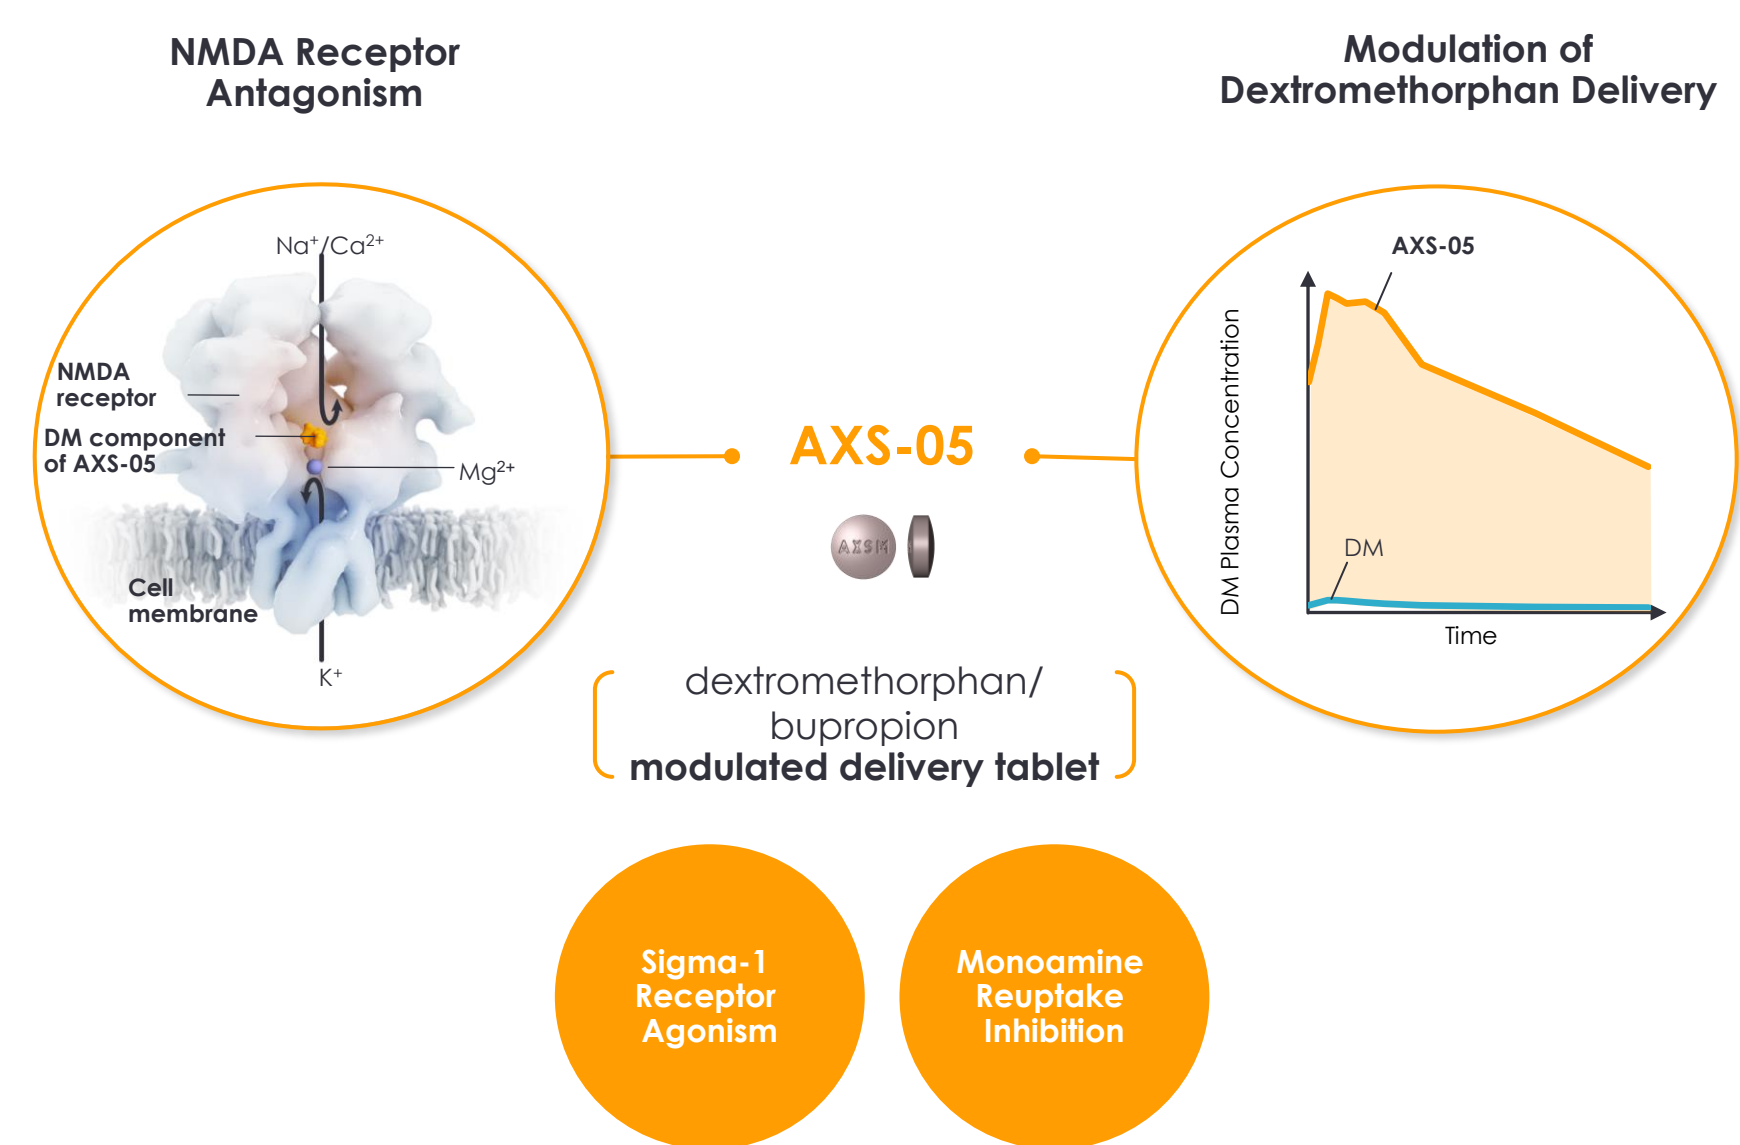 NMDA Receptor
Antagonism
Modulation of
Dextromethorphan Delivery
Na⁺/Ca²⁺
NMDA
receptor
DM component
of AXS-05
Mg²⁺
Cell
membrane
K⁺
AXS-05
AXSM
dextromethorphan/
bupropion
modulated delivery tablet
AXS-05
DM Plasma Concentration
DM
Time
Sigma-1
Receptor
Agonism
Monoamine
Reuptake
Inhibition